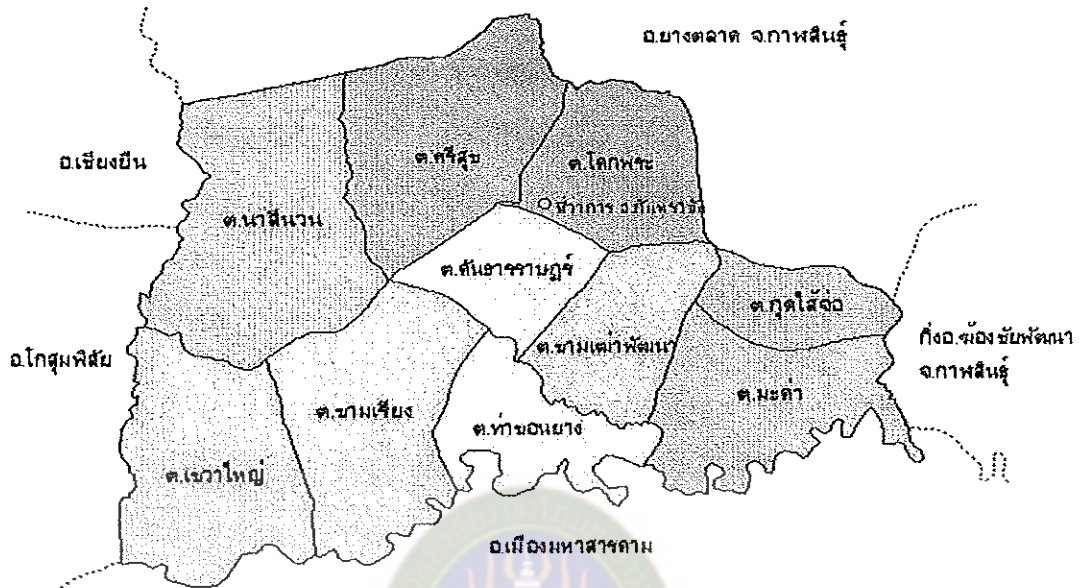 อ.ยางตลาด จ.กาฬสินธุ์
อ.เชียงยืน
ต.ศรีสุข
ต.โคกพระ
ที่ว่าการ อ.กันทรวิชัย
ต.นาสีนวน
ต.คันธารราษฎร์
ต.กุดใส้จ่อ
อ.โกสุมพิสัย
ต.ขามเฒ่าพัฒนา
กิ่งอ.ฆ้องชัยพัฒนา
จ.กาฬสินธุ์
ต.มะค่า
ต.ขามเรียง
ต.ท่าขอนยาง
ต.เขวาใหญ่
อ.เมืองมหาสารคาม